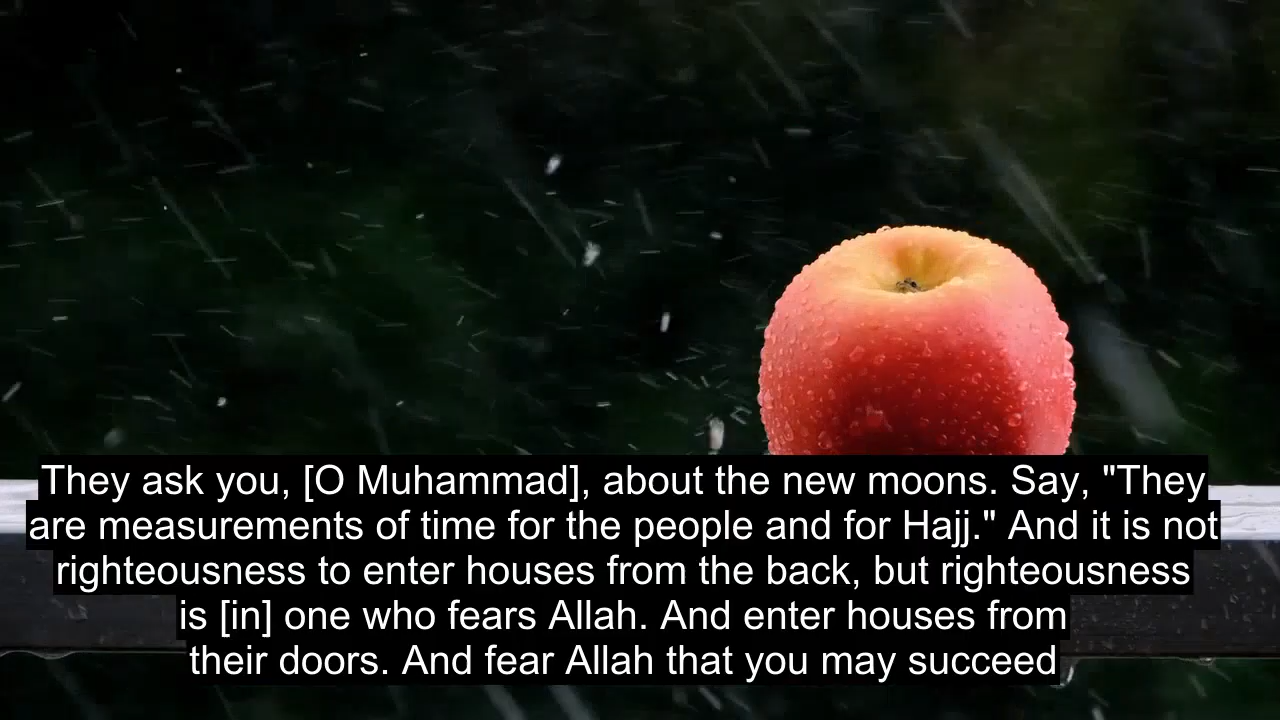 They ask you, [O Muhammad], about the new moons. Say, "They
are measurements of time for the people and for Hajj." And it is not
righteousness to enter houses from the back, but righteousness
is [in] one who fears Allah. And enter houses from
their doors. And fear Allah that you may succeed